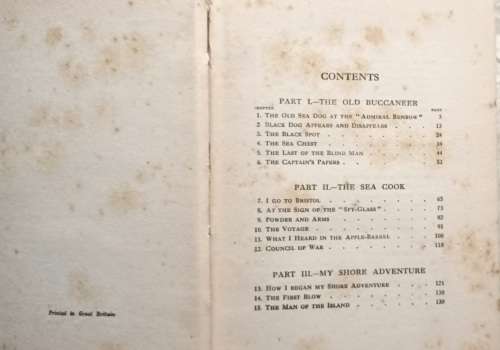 Printed in Great Britain
CONTENTS
PART I.—THE OLD BUCCANEER
CHAPTER PAGE
1. The Old Sea Dog at the "Admiral Benbow" 3
2. Black Dog Appears and Disappears . . . 13
3. The Black Spot . . . . . . . 24
4. The Sea Chest . . . . . . . 34
5. The Last of the Blind Man . . . . . 44
6. The Captain's Papers . . . . . . . 52
PART II.—THE SEA COOK
7. I go to Bristol . . . . . . . 65
8. At the Sign of the "Spy-Glass" . . . . 73
9. Powder and Arms . . . . . . 82
10. The Voyage . . . . . . . 91
11. What I Heard in the Apple-Barrel . . . 100
12. Council of War . . . . . . . 118
PART III.—MY SHORE ADVENTURE
13. How I began my Shore Adventure . . . . 121
14. The First Blow . . . . . . . 130
15. The Man of the Island . . . . . . 139